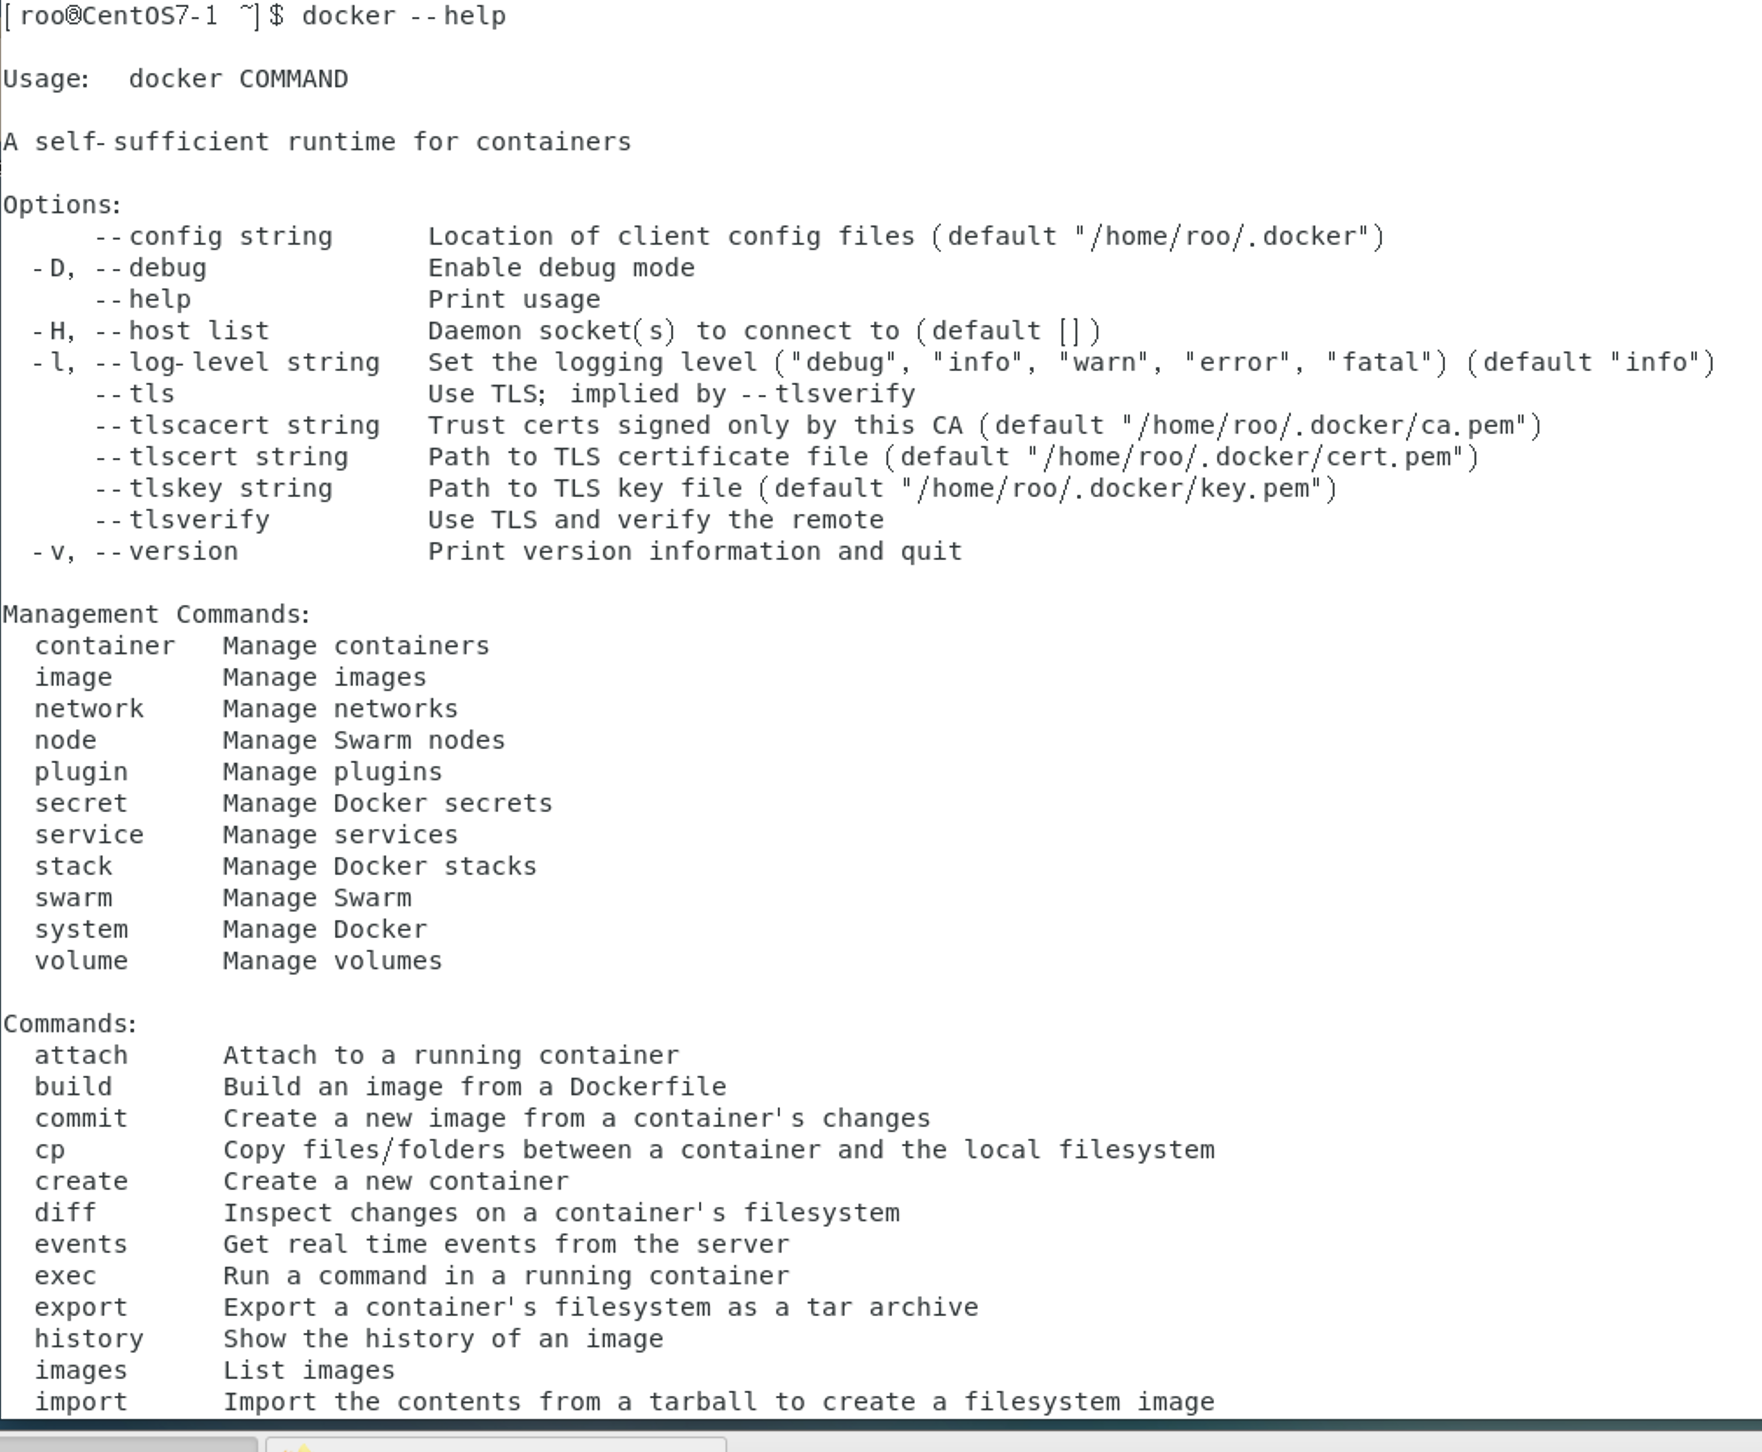 [roo@CentOS7-1 ~]$ docker --help
Usage:  docker COMMAND
A self-sufficient runtime for containers
Options:
      --config string      Location of client config files (default "/home/roo/.docker")
  -D, --debug              Enable debug mode
      --help               Print usage
  -H, --host list          Daemon socket(s) to connect to (default [])
  -l, --log-level string   Set the logging level ("debug", "info", "warn", "error", "fatal") (default "info")
      --tls                Use TLS; implied by --tlsverify
      --tlscacert string   Trust certs signed only by this CA (default "/home/roo/.docker/ca.pem")
      --tlscert string     Path to TLS certificate file (default "/home/roo/.docker/cert.pem")
      --tlskey string      Path to TLS key file (default "/home/roo/.docker/key.pem")
      --tlsverify          Use TLS and verify the remote
  -v, --version            Print version information and quit
Management Commands:
  container   Manage containers
  image       Manage images
  network     Manage networks
  node        Manage Swarm nodes
  plugin      Manage plugins
  secret      Manage Docker secrets
  service     Manage services
  stack       Manage Docker stacks
  swarm       Manage Swarm
  system      Manage Docker
  volume      Manage volumes
Commands:
  attach      Attach to a running container
  build       Build an image from a Dockerfile
  commit      Create a new image from a container's changes
  cp          Copy files/folders between a container and the local filesystem
  create      Create a new container
  diff        Inspect changes on a container's filesystem
  events      Get real time events from the server
  exec        Run a command in a running container
  export      Export a container's filesystem as a tar archive
  history     Show the history of an image
  images      List images
  import      Import the contents from a tarball to create a filesystem image